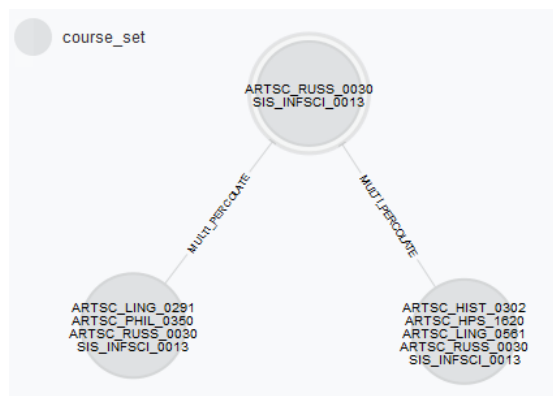 course_set
ARTSC_RUSS_0030
SIS_INFSCI_0013
MULTI_PERCOLATE
MULTI_PERCOLATE
ARTSC_LING_0291
ARTSC_PHIL_0350
ARTSC_RUSS_0030
SIS_INFSCI_0013
ARTSC_HIST_0302
ARTSC_HPS_1620
ARTSC_LING_0561
ARTSC_RUSS_0030
SIS_INFSCI_0013